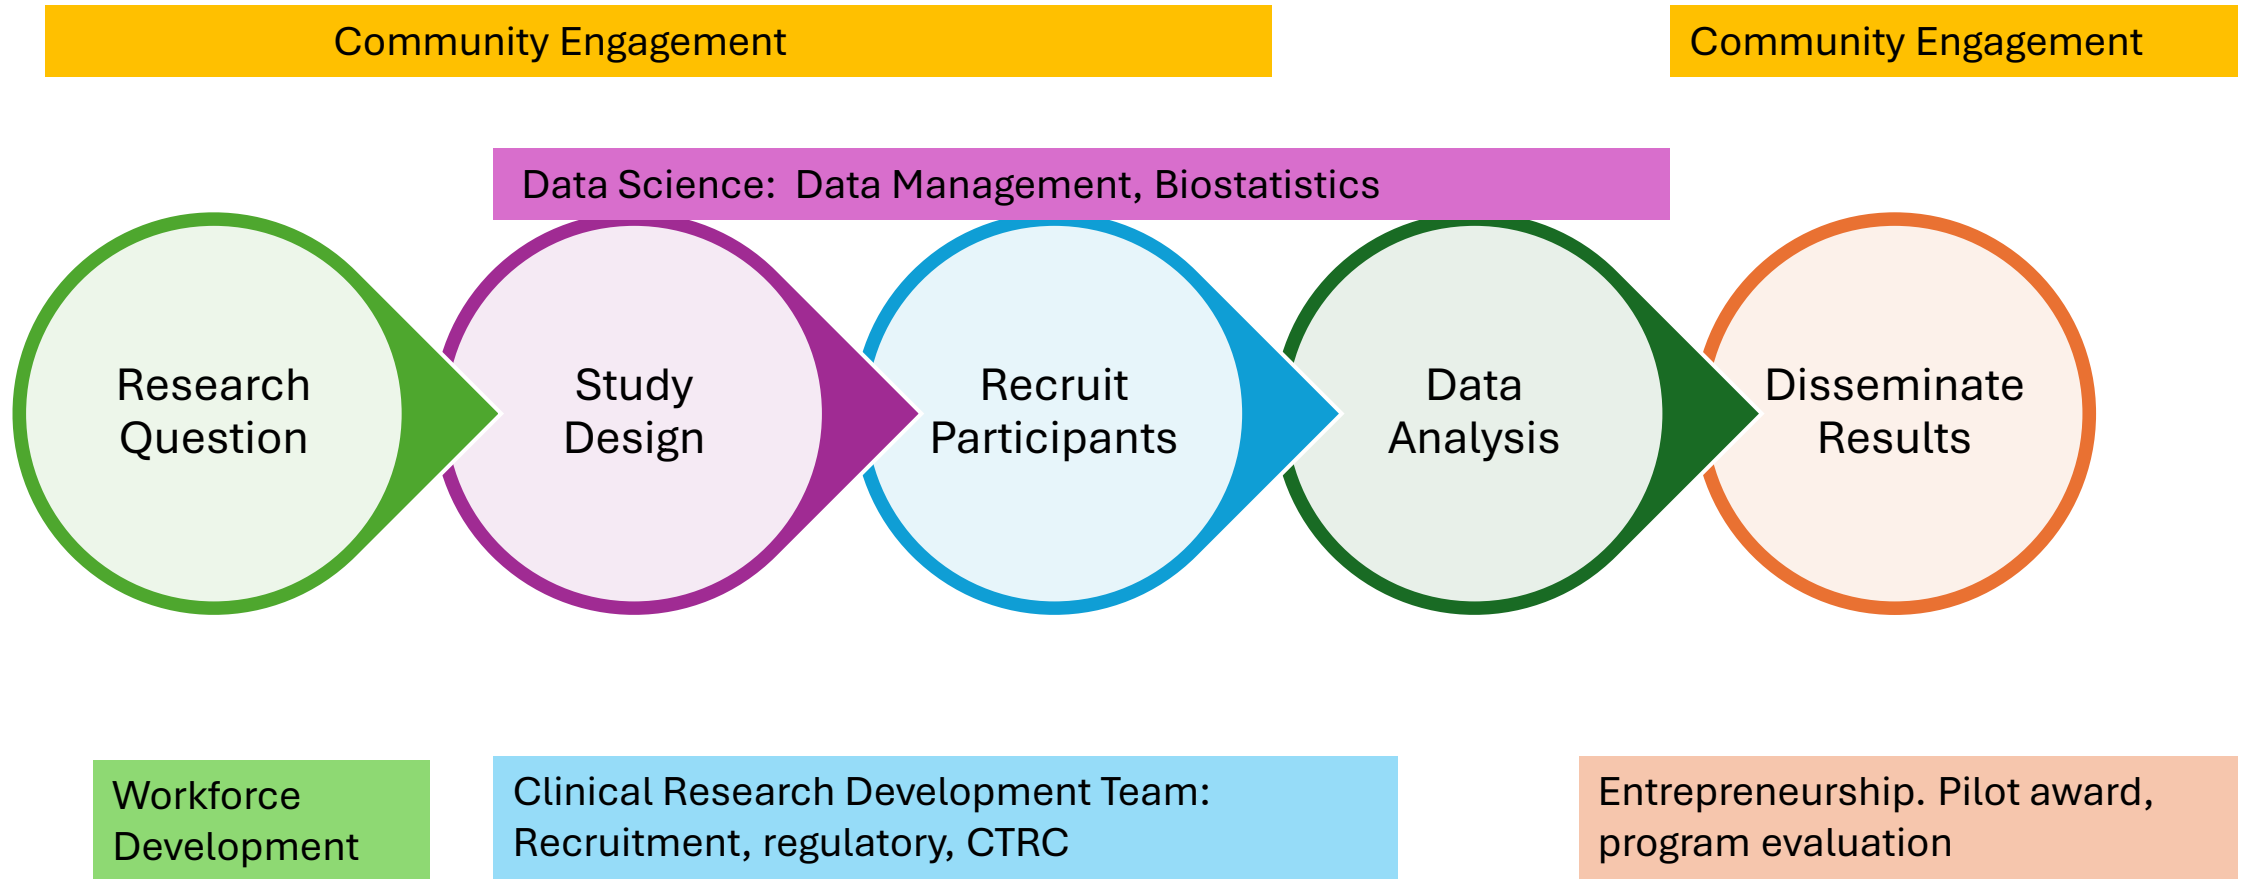 Community Engagement
Community Engagement
Data Science:  Data Management, Biostatistics
Research
Question
Study
Design
Recruit
Participants
Data
Analysis
Disseminate
Results
Workforce
Development
Clinical Research Development Team:
Recruitment, regulatory, CTRC
Entrepreneurship. Pilot award,
program evaluation